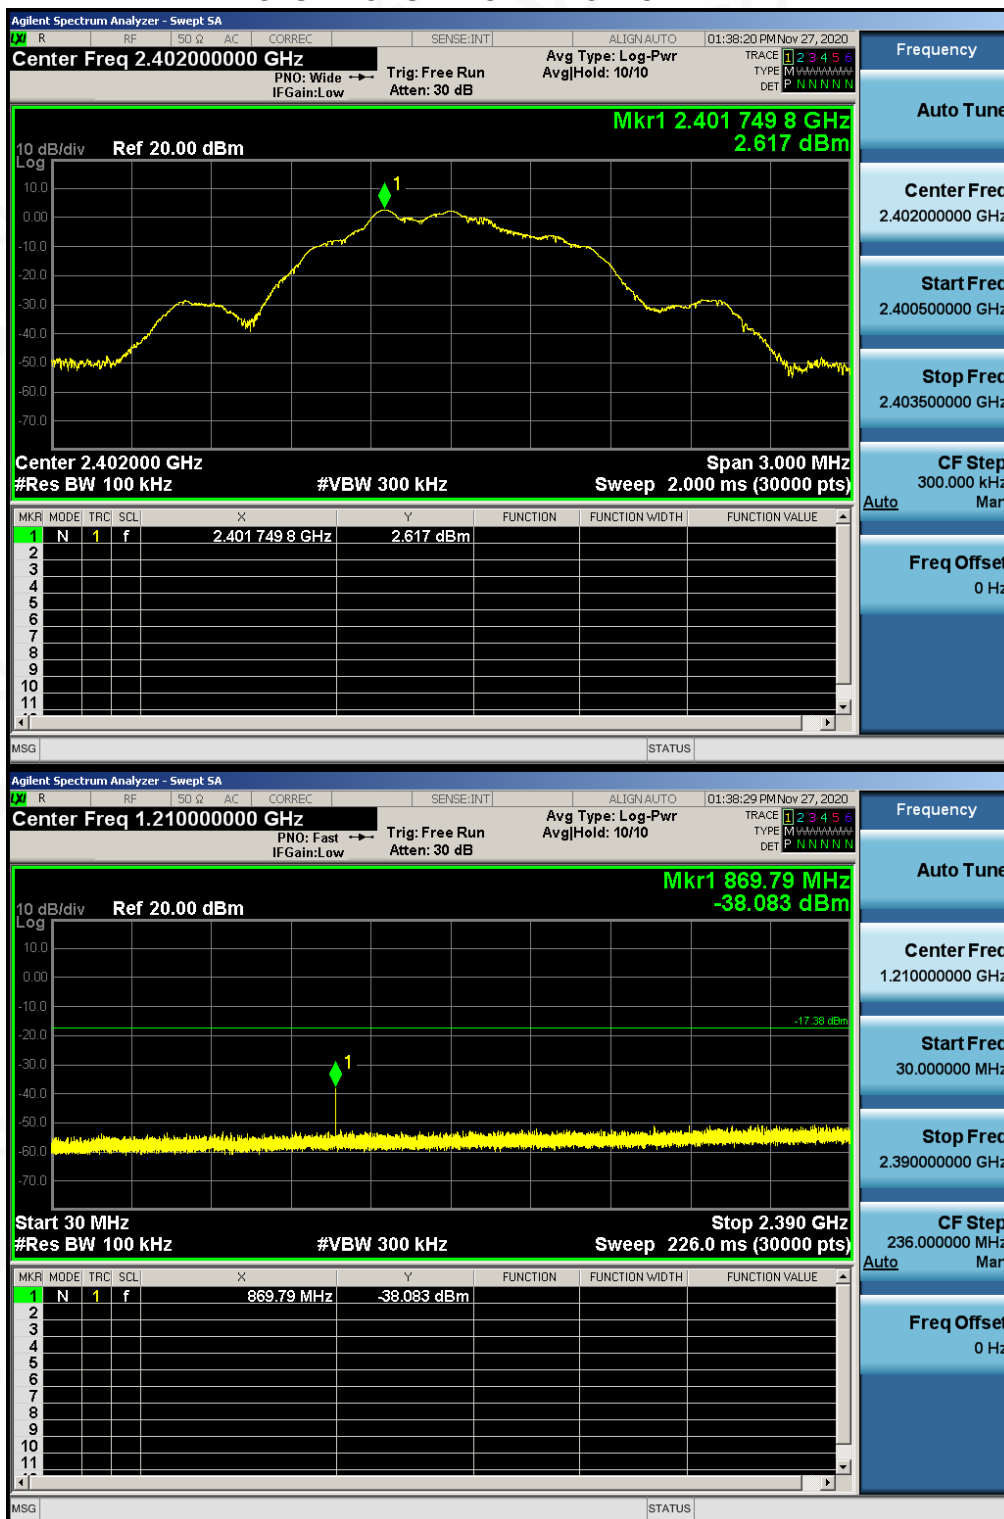 Agilent Spectrum Analyzer - Swept SA
LXI R RF 50 Ω AC CORREC SENSE:INT ALIGN AUTO 01:38:20 PM Nov 27, 2020
Center Freq 2.402000000 GHz
PNO: Wide
IFGain:Low
Trig: Free Run
Atten: 30 dB
Avg Type: Log-Pwr
Avg|Hold: 10/10
TRACE 1 2 3 4 5 6
TYPE M
DET P N N N N N
Mkr1 2.401 749 8 GHz
2.617 dBm
10 dB/div Ref 20.00 dBm
Log
10.0
0.00
-10.0
-20.0
-30.0
-40.0
-50.0
-60.0
-70.0
1
Center 2.402000 GHz Span 3.000 MHz
#Res BW 100 kHz #VBW 300 kHz Sweep 2.000 ms (30000 pts)
MKR MODE TRC SCL X Y FUNCTION FUNCTION WIDTH FUNCTION VALUE
1 N 1 f 2.401 749 8 GHz 2.617 dBm
2
3
4
5
6
7
8
9
10
11
MSG STATUS
Frequency
Auto Tune
Center Freq
2.402000000 GHz
Start Freq
2.400500000 GHz
Stop Freq
2.403500000 GHz
CF Step
300.000 kHz
Auto Man
Freq Offset
0 Hz
Agilent Spectrum Analyzer - Swept SA
LXI R RF 50 Ω AC CORREC SENSE:INT ALIGN AUTO 01:38:29 PM Nov 27, 2020
Center Freq 1.210000000 GHz
PNO: Fast
IFGain:Low
Trig: Free Run
Atten: 30 dB
Avg Type: Log-Pwr
Avg|Hold: 10/10
TRACE 1 2 3 4 5 6
TYPE M
DET P N N N N N
Mkr1 869.79 MHz
-38.083 dBm
10 dB/div Ref 20.00 dBm
Log
10.0
0.00
-10.0
-20.0
-30.0
-40.0
-50.0
-60.0
-70.0
-17.38 dBm
1
Start 30 MHz Stop 2.390 GHz
#Res BW 100 kHz #VBW 300 kHz Sweep 226.0 ms (30000 pts)
MKR MODE TRC SCL X Y FUNCTION FUNCTION WIDTH FUNCTION VALUE
1 N 1 f 869.79 MHz -38.083 dBm
2
3
4
5
6
7
8
9
10
11
MSG STATUS
Frequency
Auto Tune
Center Freq
1.210000000 GHz
Start Freq
30.000000 MHz
Stop Freq
2.390000000 GHz
CF Step
236.000000 MHz
Auto Man
Freq Offset
0 Hz